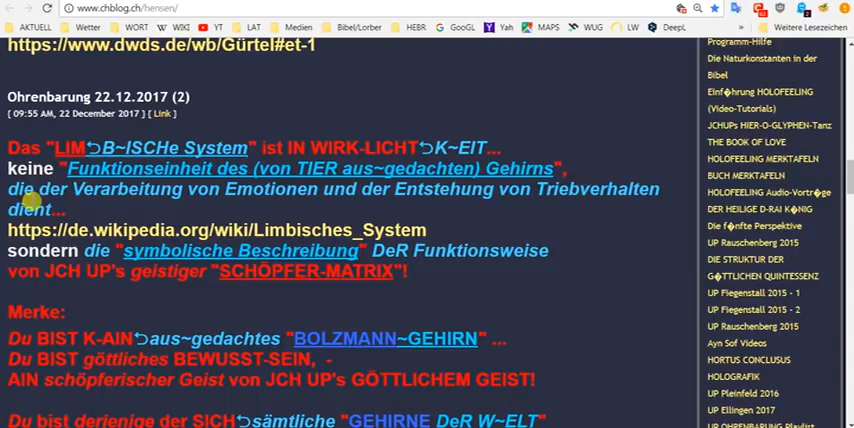 www.chblog.ch/hensen/
AKTUELL Wetter WORT WIKI YT LAT Medien Bibel/Lorber HEBR GooGL Yah MAPS WUG LW DeepL Weitere Lesezeichen
https://www.dwds.de/wb/Gürtel#et-1
Ohrenbarung 22.12.2017 (2)
[ 09:55 AM, 22 December 2017 ] [ Link ]
Das "LIM⮌B~ISCHe System" ist IN WIRK-LICHT⮌K~EIT...
keine "Funktionseinheit des (von TIER aus~gedachten) Gehirns",
die der Verarbeitung von Emotionen und der Entstehung von Triebverhalten
dient...
https://de.wikipedia.org/wiki/Limbisches_System
sondern die "symbolische Beschreibung" DeR Funktionsweise
von JCH UP's geistiger "SCHÖPFER-MATRIX"!
Merke:
Du BIST K-AIN⮌aus~gedachtes "BOLZMANN~GEHIRN" ...
Du BIST göttliches BEWUSST-SEIN, -
AIN schöpferischer Geist von JCH UP's GÖTTLICHEM GEIST!
Du bist derjenige der SICH⮌sämtliche "GEHIRNE DeR W~ELT"
Programm-Hilfe
Die Naturkonstanten in der
Bibel
Einf�hrung HOLOFEELING
(Video-Tutorials)
JCHUPs HIER-O-GLYPHEN-Tanz
THE BOOK OF LOVE
HOLOFEELING MERKTAFELN
BUCH MERKTAFELN
HOLOFEELING Audio-Vortr�ge
DER HEILIGE D-RAI K�NIG
Die f�nfte Perspektive
UP Rauschenberg 2015
DIE STRUKTUR DER
G�TTLICHEN QUINTESSENZ
UP Fiegenstall 2015 - 1
UP Fiegenstall 2015 - 2
UP Rauschenberg 2015
Ayn Sof Videos
HORTUS CONCLUSUS
HOLOGRAFIK
UP Pleinfeld 2016
UP Ellingen 2017
UP OHRENBARUNG Playlist